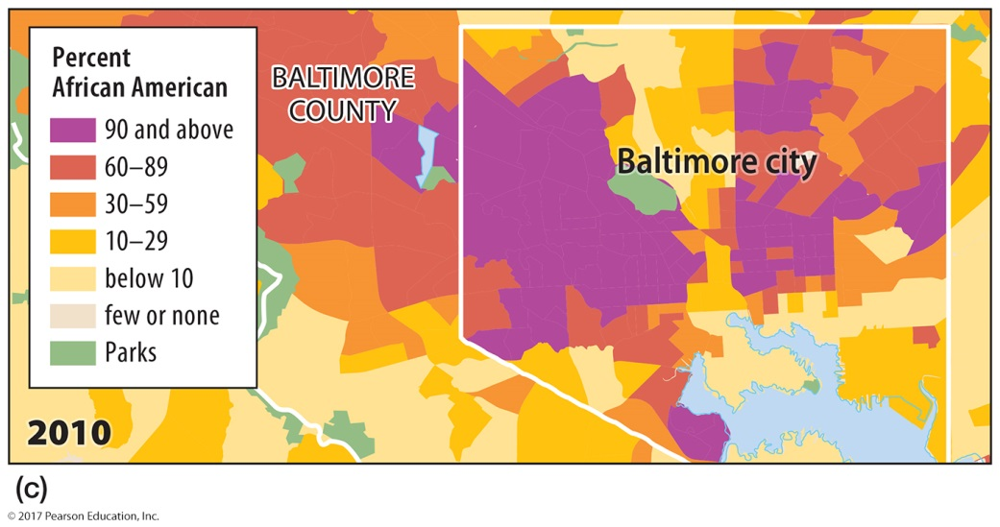 Percent
African American
90 and above
60–89
30–59
10–29
below 10
few or none
Parks
BALTIMORE
COUNTY
Baltimore city
2010
(c)
© 2017 Pearson Education, Inc.